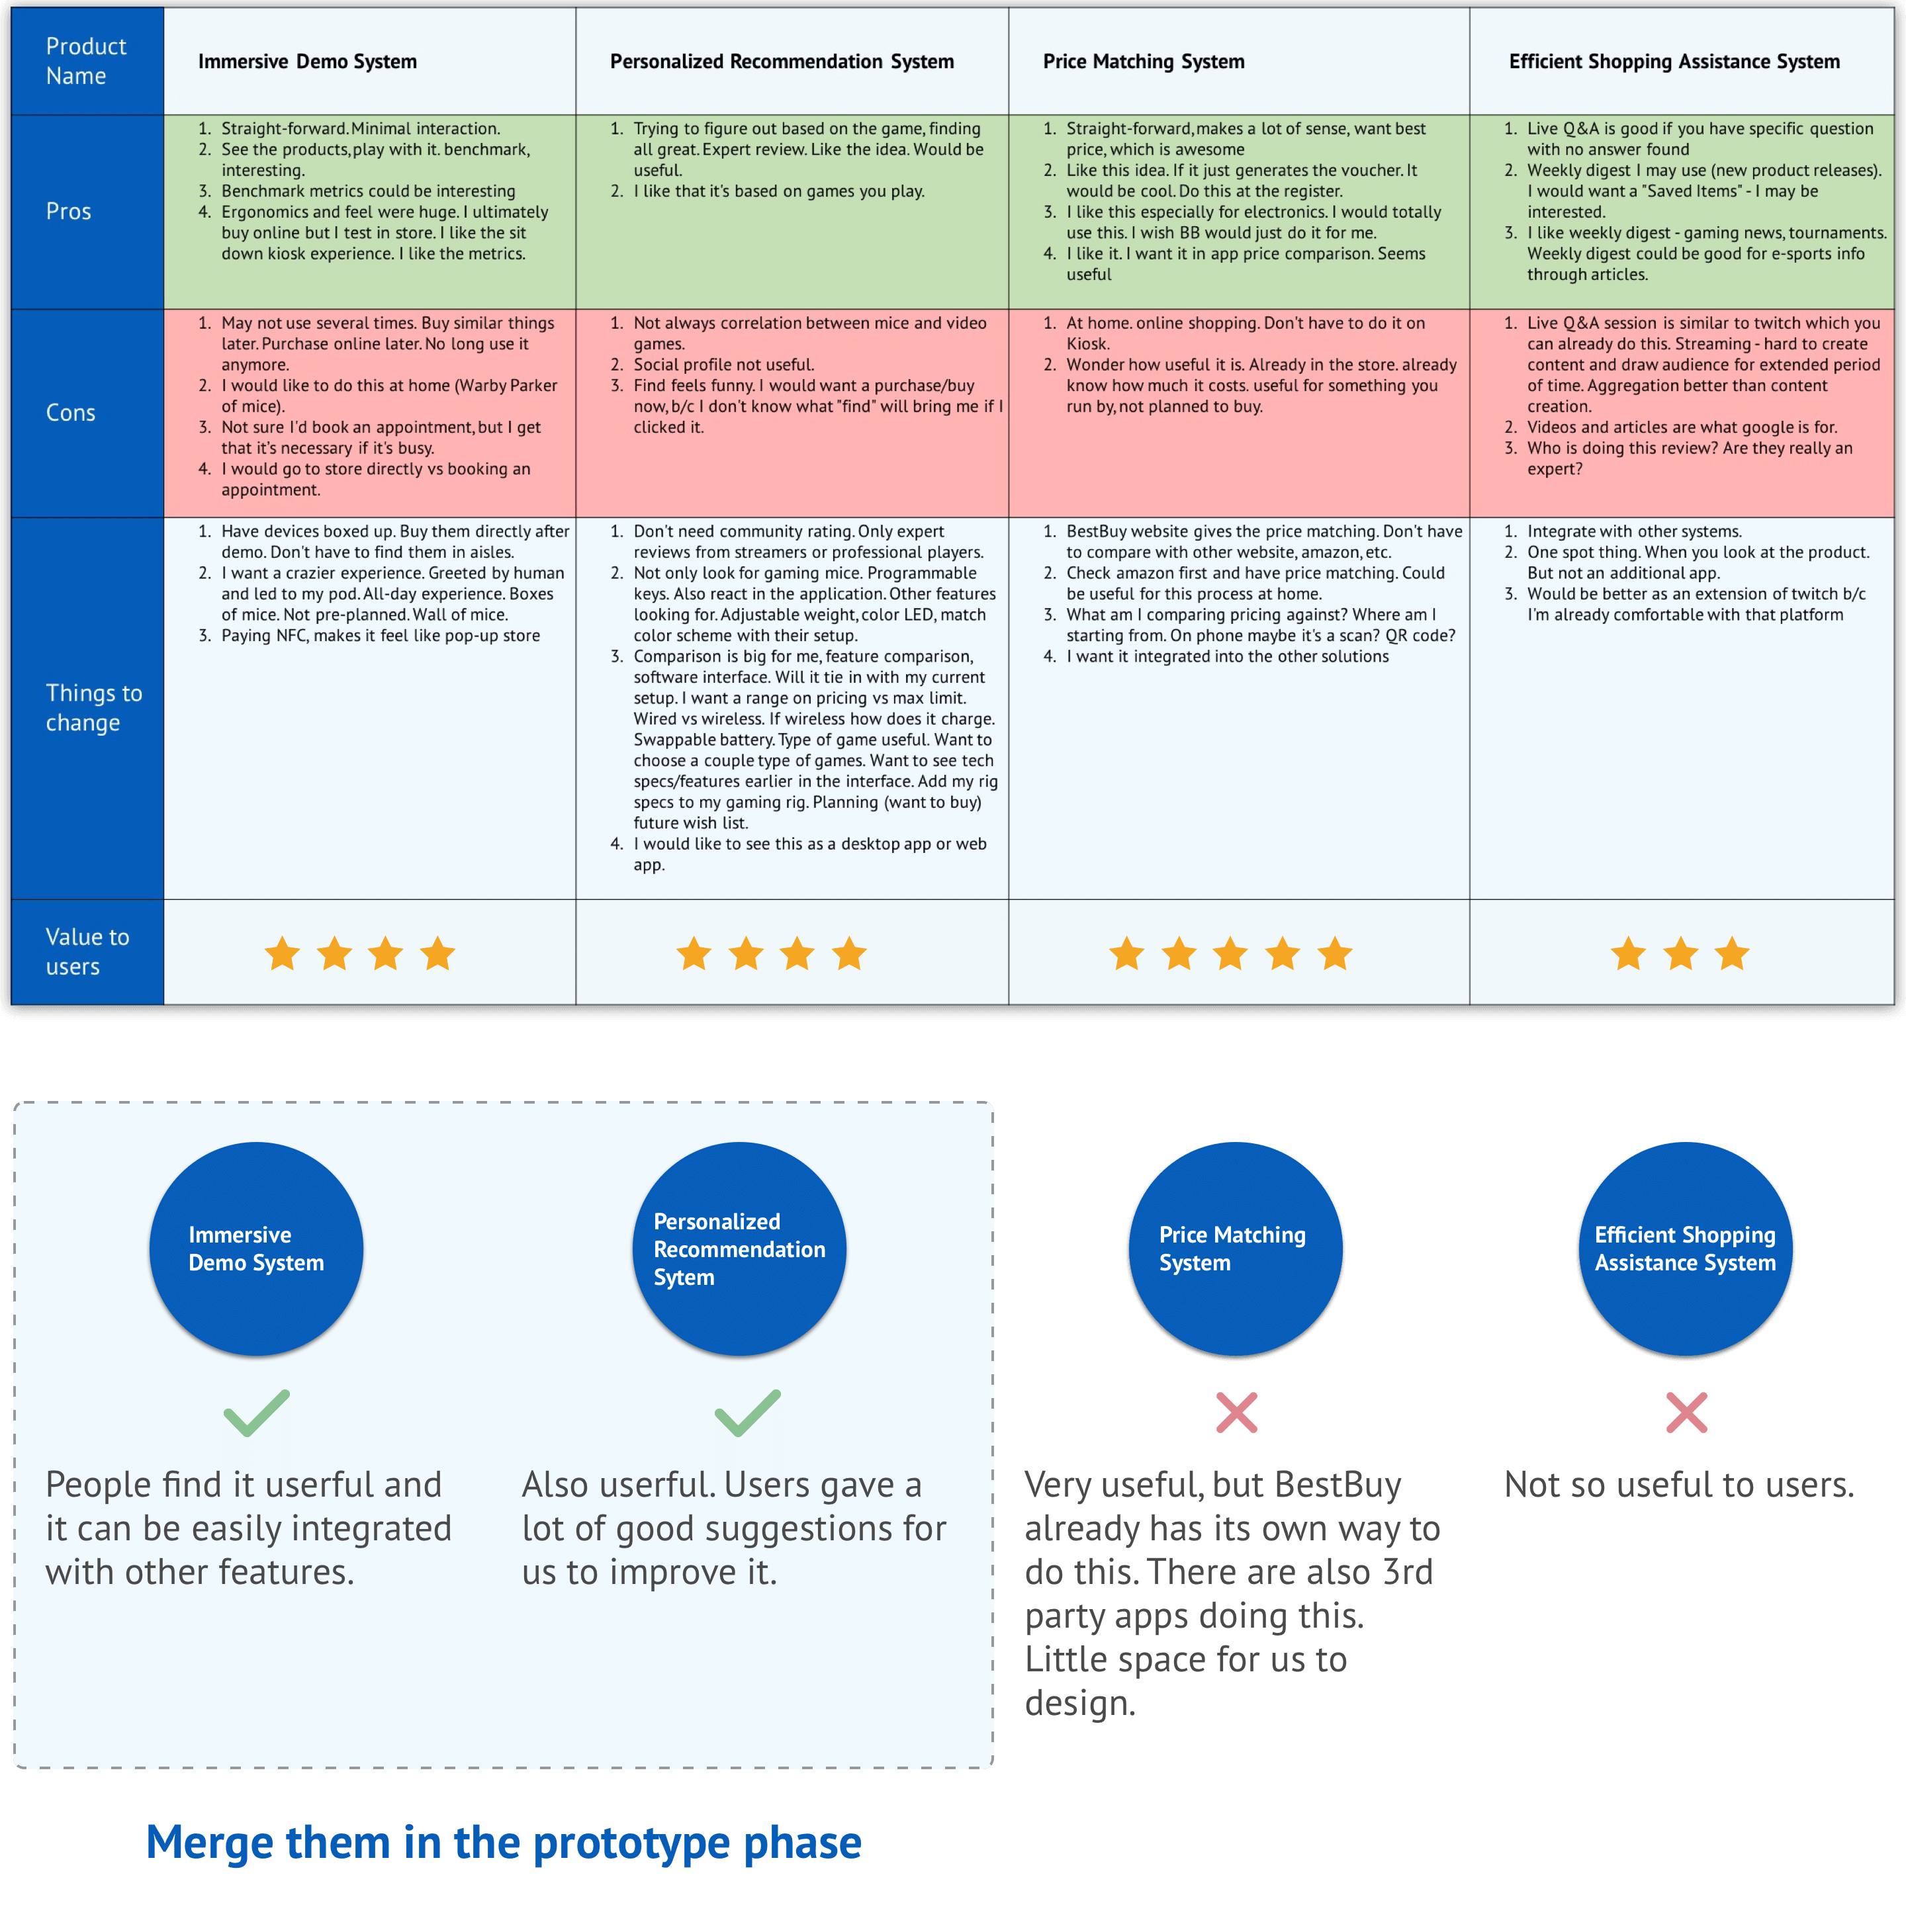 Product
Name
Immersive Demo System
Personalized Recommendation System
Price Matching System
Efficient Shopping Assistance System
Pros
1. Straight-forward. Minimal interaction.
2. See the products, play with it. benchmark,
interesting.
3. Benchmark metrics could be interesting
4. Ergonomics and feel were huge. I ultimately
buy online but I test in store. I like the sit
down kiosk experience. I like the metrics.
1. Trying to figure out based on the game, finding
all great. Expert review. Like the idea. Would be
useful.
2. I like that it's based on games you play.
1. Straight-forward, makes a lot of sense, want best
price, which is awesome
2. Like this idea. If it just generates the voucher. It
would be cool. Do this at the register.
3. I like this especially for electronics. I would totally
use this. I wish BB would just do it for me.
4. I like it. I want it in app price comparison. Seems
useful
1. Live Q&A is good if you have specific question
with no answer found
2. Weekly digest I may use (new product releases).
I would want a "Saved Items" - I may be
interested.
3. I like weekly digest - gaming news, tournaments.
Weekly digest could be good for e-sports info
through articles.
Cons
1. May not use several times. Buy similar things
later. Purchase online later. No long use it
anymore.
2. I would like to do this at home (Warby Parker
of mice).
3. Not sure I'd book an appointment, but I get
that it's necessary if it's busy.
4. I would go to store directly vs booking an
appointment.
1. Not always correlation between mice and video
games.
2. Social profile not useful.
3. Find feels funny. I would want a purchase/buy
now, b/c I don't know what "find" will bring me if I
clicked it.
1. At home. online shopping. Don't have to do it on
Kiosk.
2. Wonder how useful it is. Already in the store. already
know how much it costs. useful for something you
run by, not planned to buy.
1. Live Q&A session is similar to twitch which you
can already do this. Streaming - hard to create
content and draw audience for extended period
of time. Aggregation better than content
creation.
2. Videos and articles are what google is for.
3. Who is doing this review? Are they really an
expert?
Things to
change
1. Have devices boxed up. Buy them directly after
demo. Don't have to find them in aisles.
2. I want a crazier experience. Greeted by human
and led to my pod. All-day experience. Boxes
of mice. Not pre-planned. Wall of mice.
3. Paying NFC, makes it feel like pop-up store
1. Don't need community rating. Only expert
reviews from streamers or professional players.
2. Not only look for gaming mice. Programmable
keys. Also react in the application. Other features
looking for. Adjustable weight, color LED, match
color scheme with their setup.
3. Comparison is big for me, feature comparison,
software interface. Will it tie in with my current
setup. I want a range on pricing vs max limit.
Wired vs wireless. If wireless how does it charge.
Swappable battery. Type of game useful. Want to
choose a couple type of games. Want to see tech
specs/features earlier in the interface. Add my rig
specs to my gaming rig. Planning (want to buy)
future wish list.
4. I would like to see this as a desktop app or web
app.
1. BestBuy website gives the price matching. Don't have
to compare with other website, amazon, etc.
2. Check amazon first and have price matching. Could
be useful for this process at home.
3. What am I comparing pricing against? Where am I
starting from. On phone maybe it's a scan? QR code?
4. I want it integrated into the other solutions
1. Integrate with other systems.
2. One spot thing. When you look at the product.
But not an additional app.
3. Would be better as an extension of twitch b/c
I'm already comfortable with that platform
Value to
users
Immersive
Demo System
Personalized
Recommendation
Sytem
Price Matching
System
Efficient Shopping
Assistance System
People find it userful and
it can be easily integrated
with other features.
Also userful. Users gave a
lot of good suggestions for
us to improve it.
Very useful, but BestBuy
already has its own way to
do this. There are also 3rd
party apps doing this.
Little space for us to
design.
Not so useful to users.
Merge them in the prototype phase